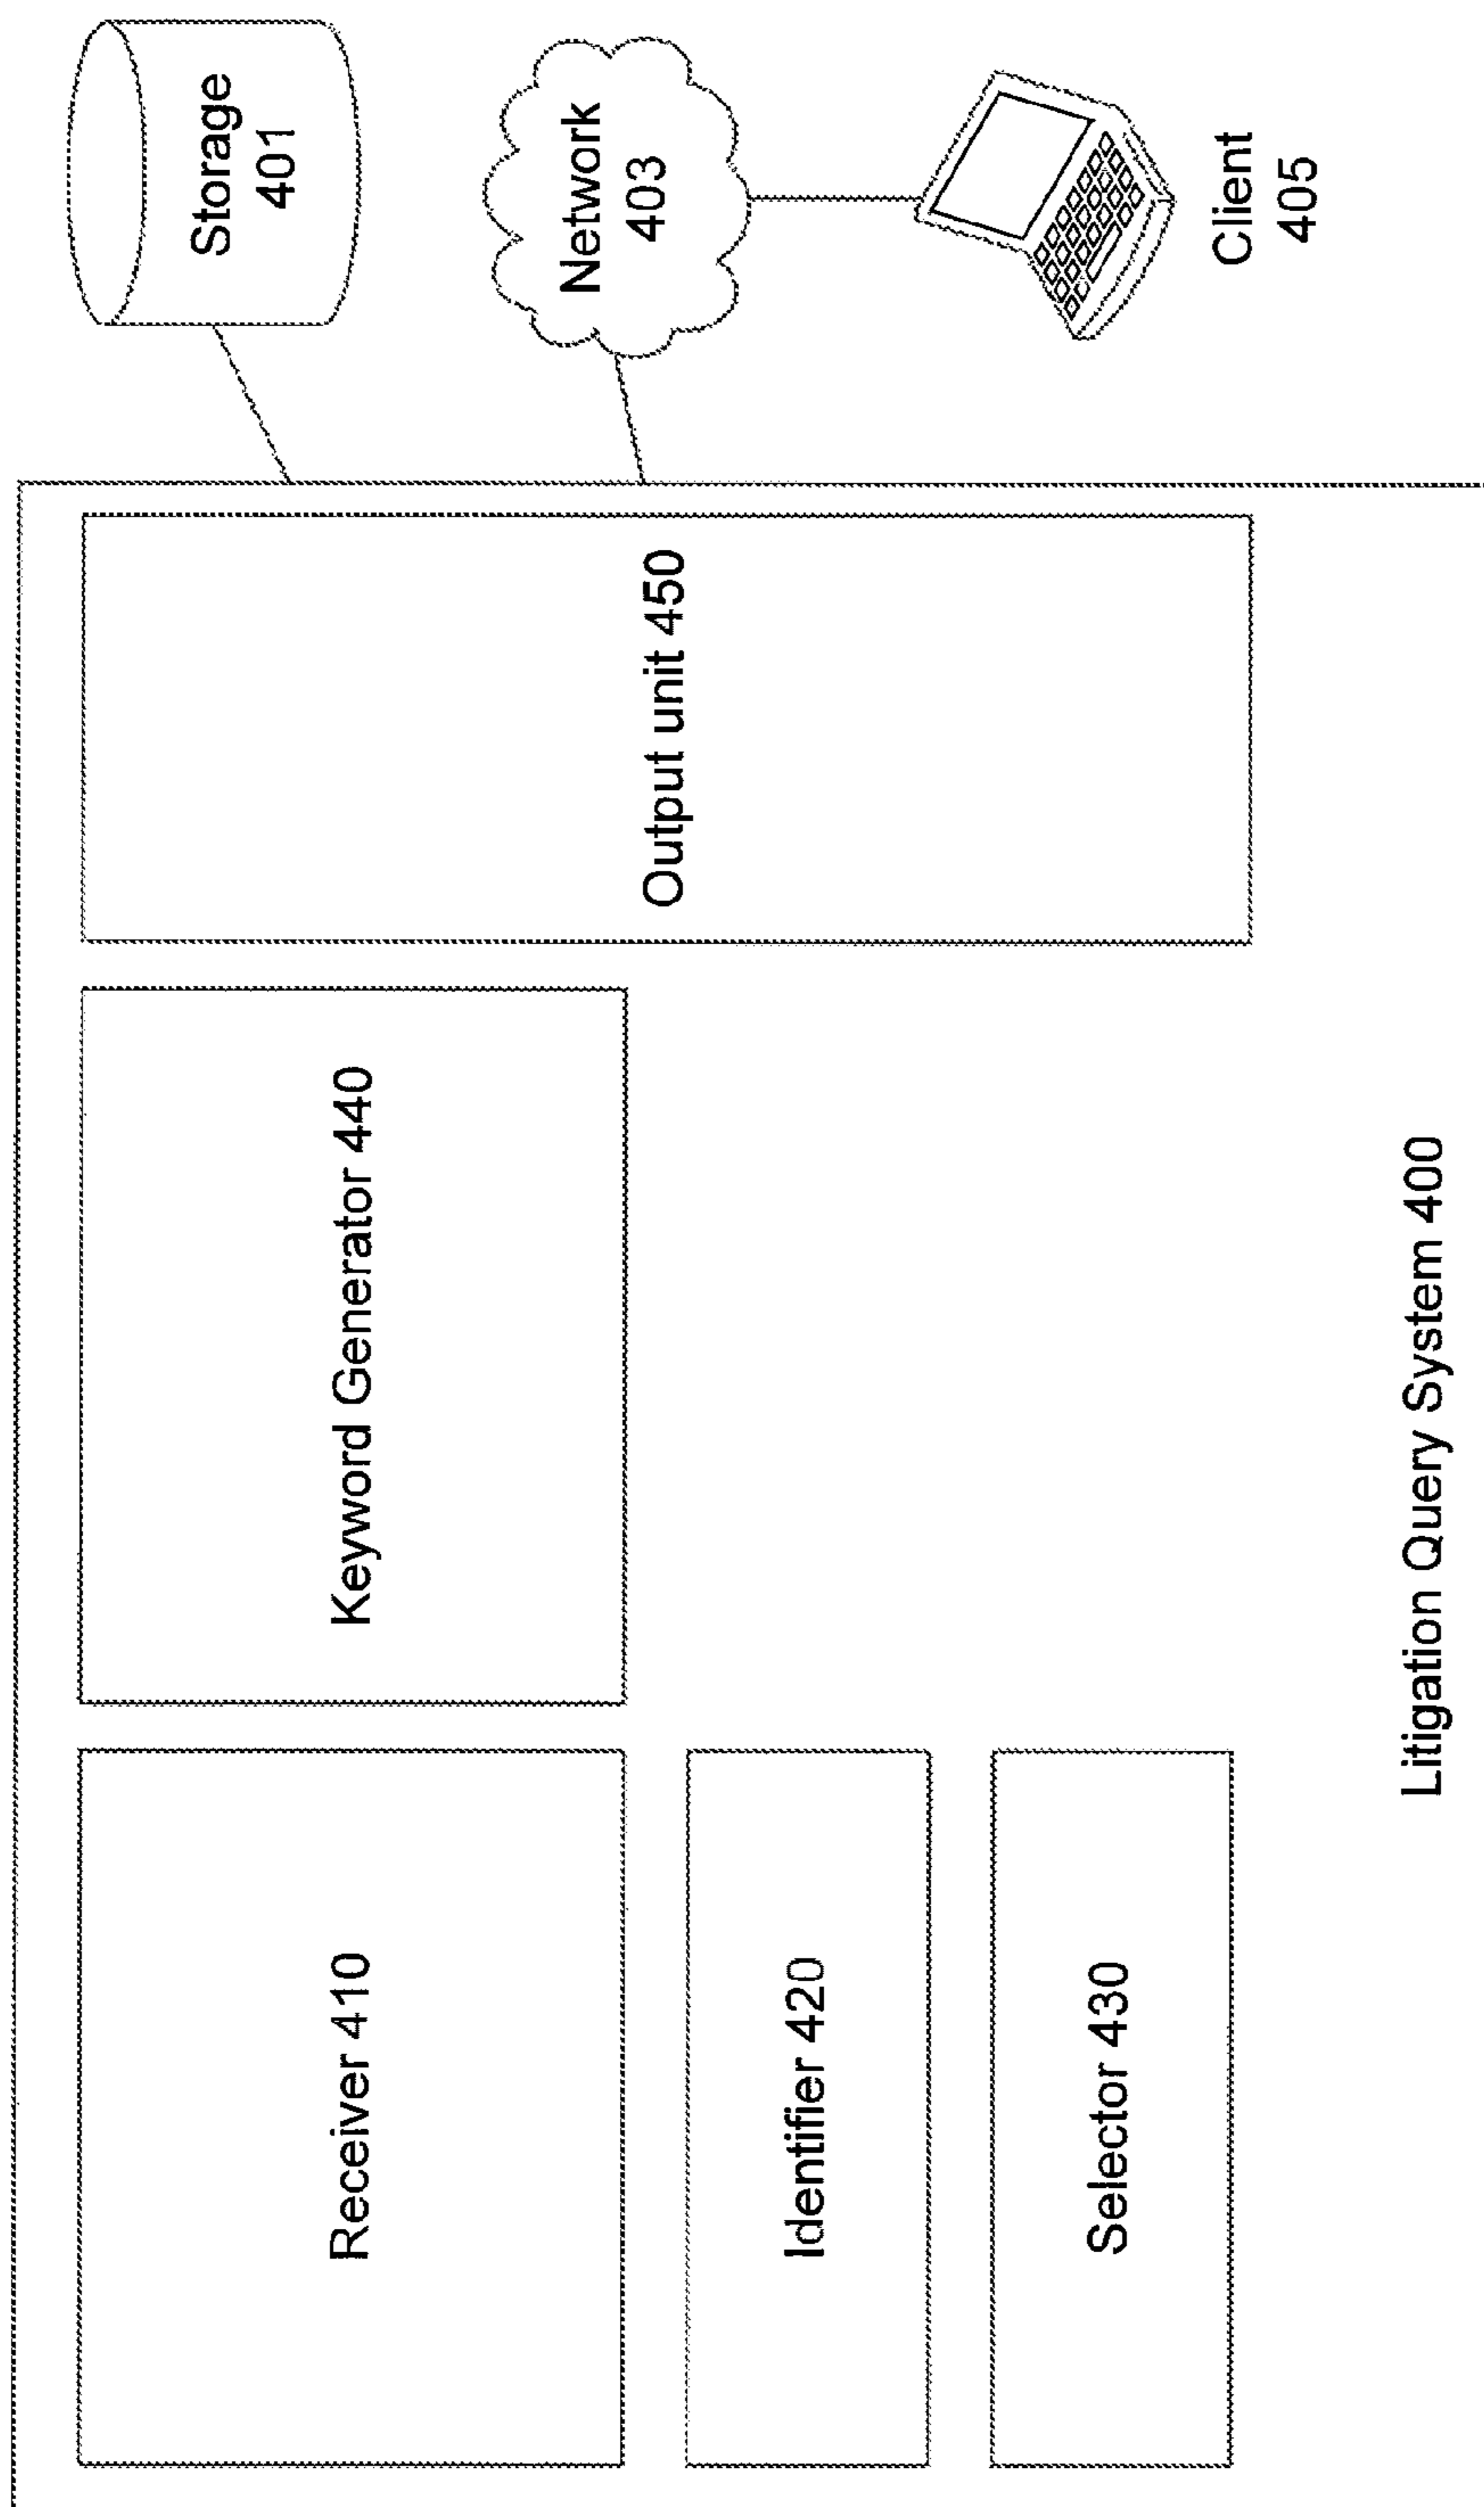 Receiver 410
Keyword Generator 440
Output unit 450
Storage
401
Identifier 420
Network
403
Selector 430
Client
405
Litigation Query System 400